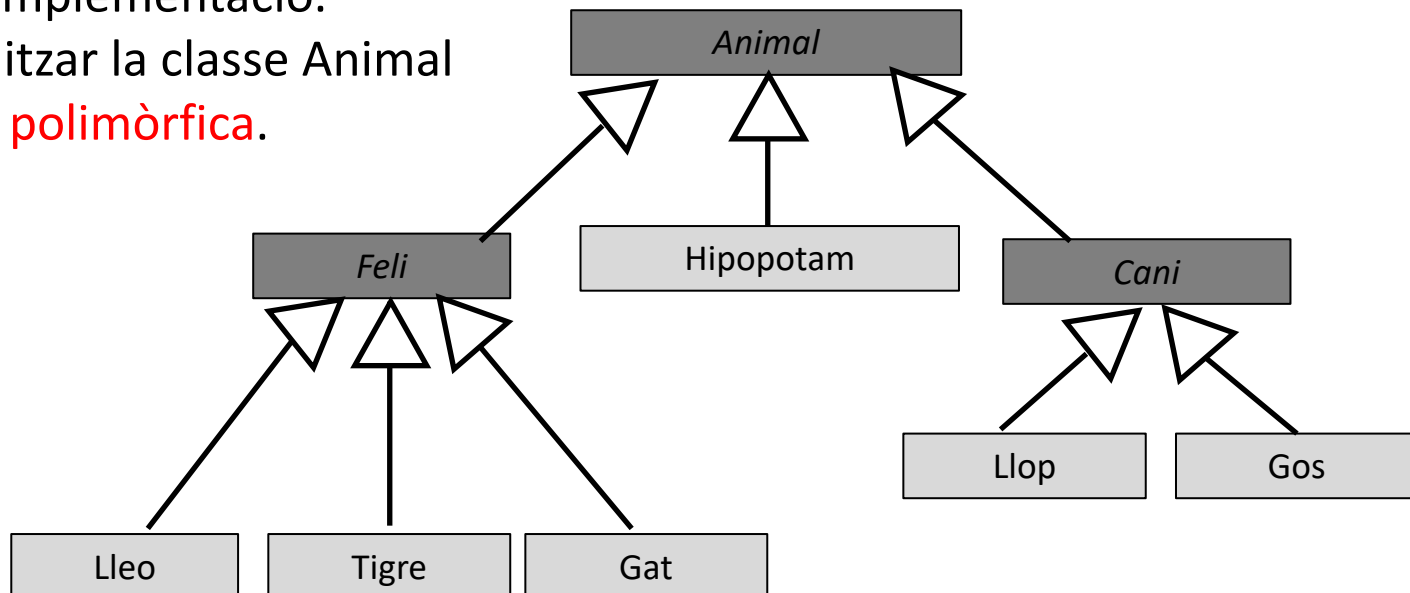 mplementació.
itzar la classe Animal
polimòrfica.
Animal
Feli
Hipopotam
Cani
Llop
Gos
Lleo
Tigre
Gat